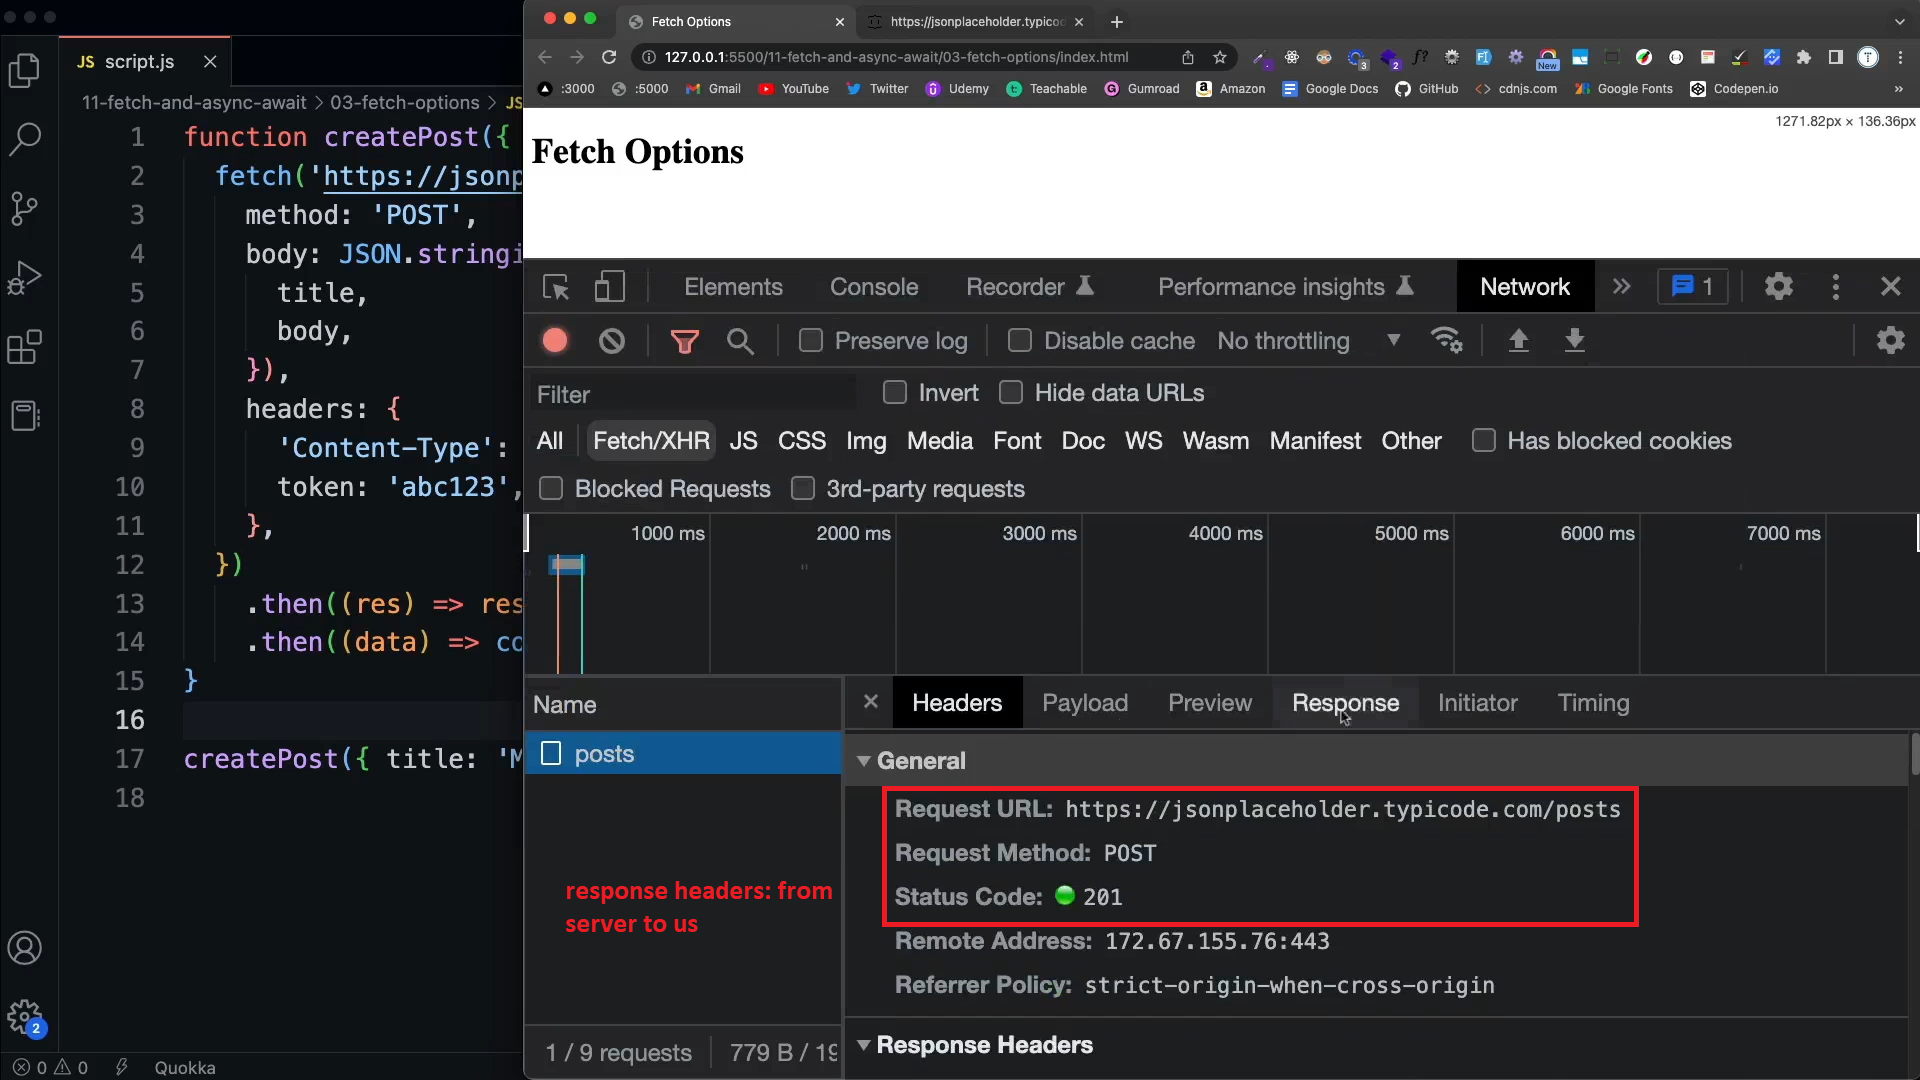 JS script.js
11-fetch-and-async-await > 03-fetch-options > JS
1 function createPost({
2 fetch('https://jsonp
3 method: 'POST',
4 body: JSON.stringi
5 title,
6 body,
7 }),
8 headers: {
9 'Content-Type':
10 token: 'abc123',
11 },
12 })
13 .then((res) => res
14 .then((data) => co
15 }
16
17 createPost({ title: 'M
18
2
0 0 Quokka
Fetch Options https://jsonplaceholder.typicod
127.0.0.1:5500/11-fetch-and-async-await/03-fetch-options/index.html
3 2 f? New T
:3000 :5000 Gmail YouTube Twitter Udemy Teachable Gumroad Amazon Google Docs GitHub cdnjs.com Google Fonts Codepen.io »
1271.82px × 136.36px
Fetch Options
Elements Console Recorder Performance insights Network » 1
Preserve log Disable cache No throttling
Filter Invert Hide data URLs
All Fetch/XHR JS CSS Img Media Font Doc WS Wasm Manifest Other Has blocked cookies
Blocked Requests 3rd-party requests
1000 ms 2000 ms 3000 ms 4000 ms 5000 ms 6000 ms 7000 ms
Name
posts
response headers: from
server to us
1 / 9 requests 779 B / 19
Headers Payload Preview Response Initiator Timing
General
Request URL: https://jsonplaceholder.typicode.com/posts
Request Method: POST
Status Code: 201
Remote Address: 172.67.155.76:443
Referrer Policy: strict-origin-when-cross-origin
Response Headers